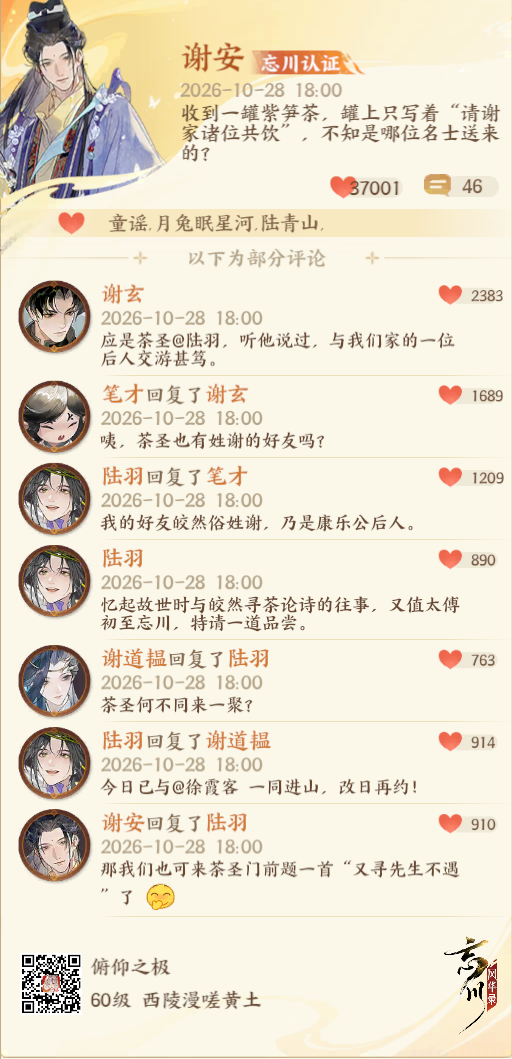 谢安 忘川认证
2026-10-28 18:00
收到一罐紫笋茶，罐上只写着“请谢
家诸位共饮”，不知是哪位名士送来
的？
37001 46
童谣,月兔眠星河,陆青山,
以下为部分评论
谢玄 2383
2026-10-28 18:00
应是茶圣@陆羽，听他说过，与我们家的一位
后人交游甚笃。
笔才回复了谢玄 1689
2026-10-28 18:00
咦，茶圣也有姓谢的好友吗？
陆羽回复了笔才 1209
2026-10-28 18:00
我的好友皎然俗姓谢，乃是康乐公后人。
陆羽 890
2026-10-28 18:00
忆起故世时与皎然寻茶论诗的往事，又值太傅
初至忘川，特请一道品尝。
谢道韫回复了陆羽 763
2026-10-28 18:00
茶圣何不同来一聚？
陆羽回复了谢道韫 914
2026-10-28 18:00
今日已与@徐霞客 一同进山，改日再约！
谢安回复了陆羽 910
2026-10-28 18:00
那我们也可来茶圣门前题一首“又寻先生不遇
”了
俯仰之极
60级 西陵漫嗟黄土
忘川
风华录